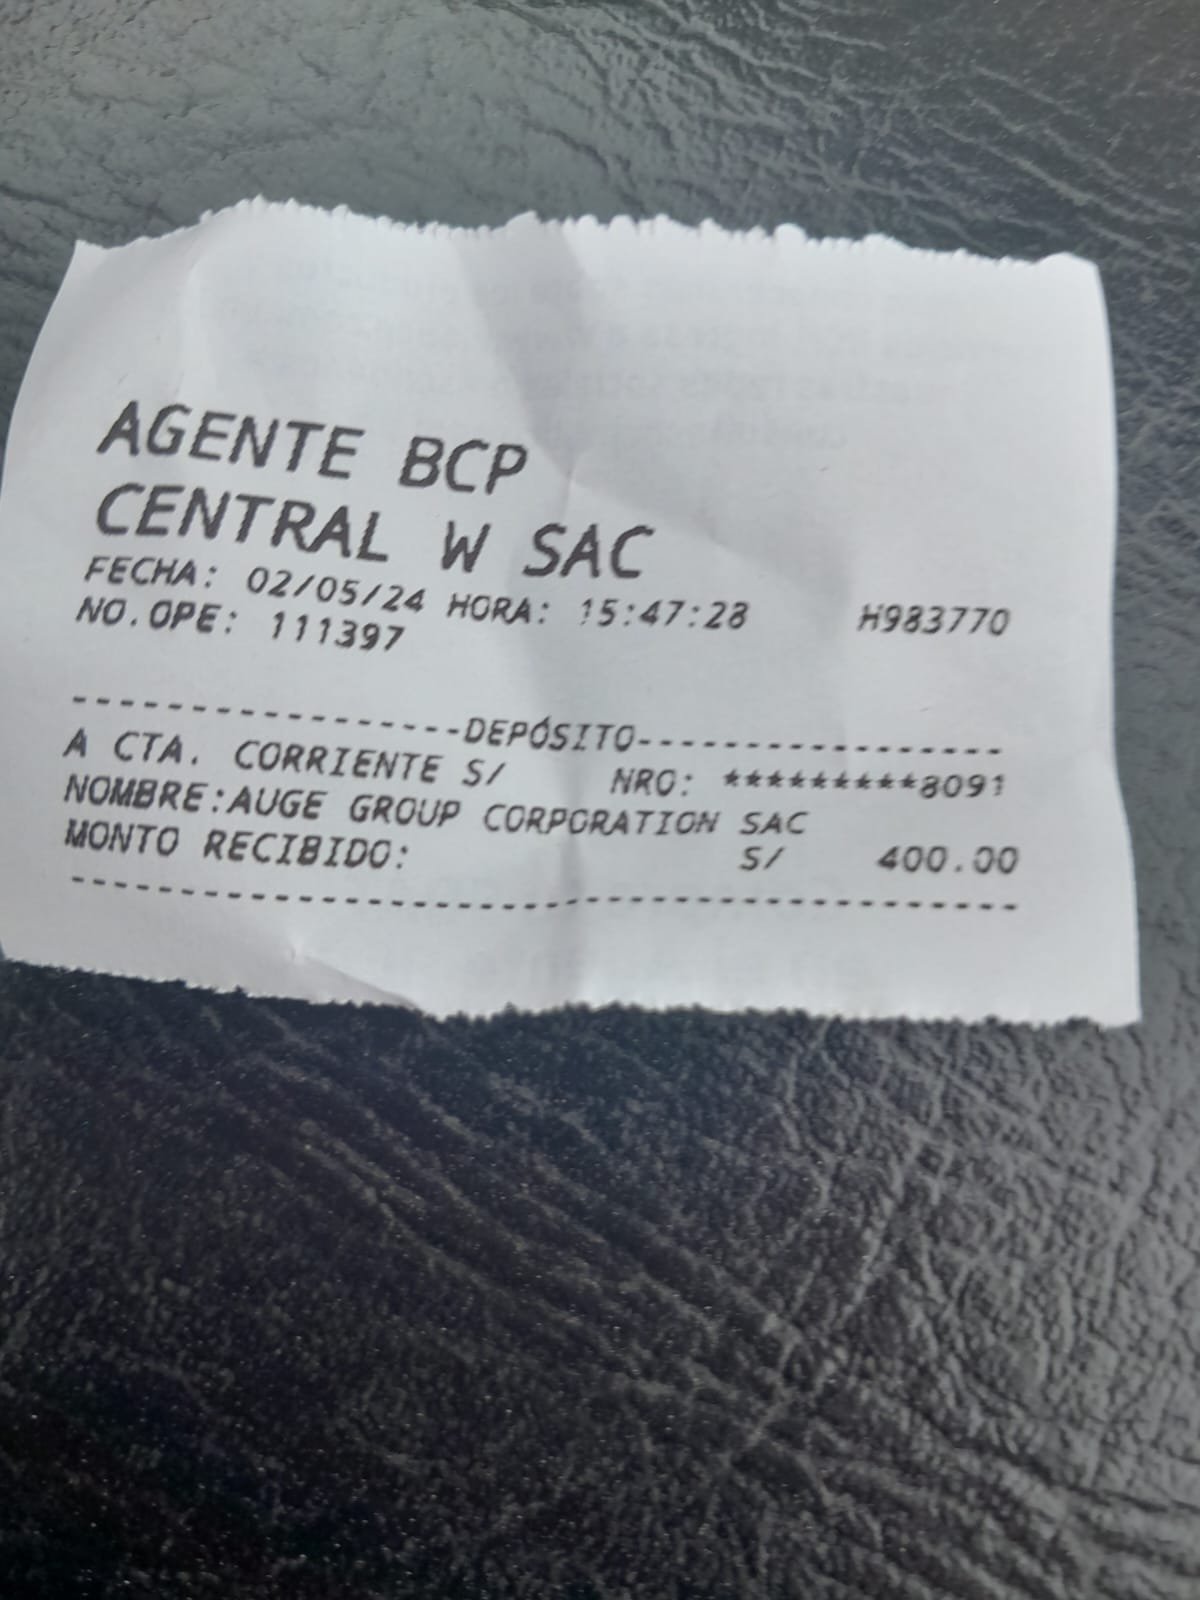 AGENTE BCP
CENTRAL W SAC
FECHA: 02/05/24 HORA: 15:47:28 H983770
NO.OPE: 111397
-----------------DEPÓSITO-----------------
A CTA. CORRIENTE S/ NRO: *********8091
NOMBRE:AUGE GROUP CORPORATION SAC
MONTO RECIBIDO: S/ 400.00